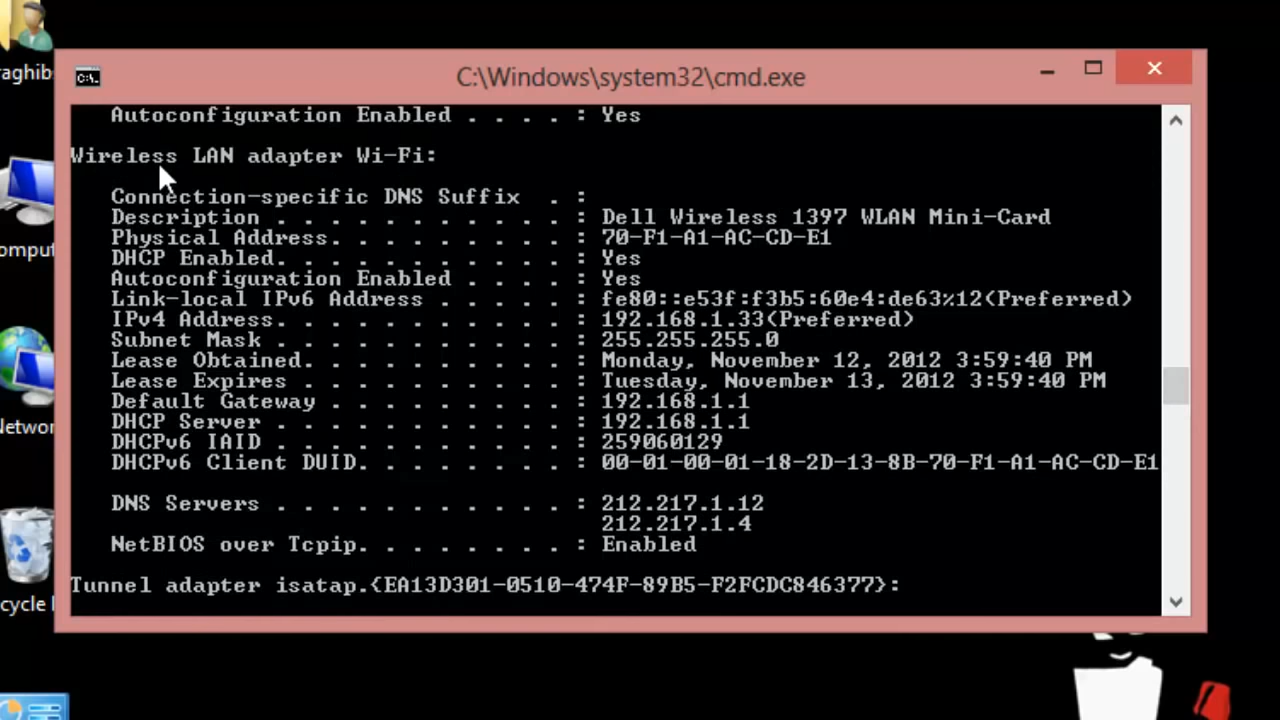 raghib
C:\Windows\system32\cmd.exe
Autoconfiguration Enabled . . . . : Yes
Wireless LAN adapter Wi-Fi:
Connection-specific DNS Suffix . :
Description . . . . . . . . . . . : Dell Wireless 1397 WLAN Mini-Card
Physical Address. . . . . . . . . : 70-F1-A1-AC-CD-E1
DHCP Enabled. . . . . . . . . . . : Yes
Autoconfiguration Enabled . . . . : Yes
Link-local IPv6 Address . . . . . : fe80::e53f:f3b5:60e4:de63%12(Preferred)
IPv4 Address. . . . . . . . . . . : 192.168.1.33(Preferred)
Subnet Mask . . . . . . . . . . . : 255.255.255.0
Lease Obtained. . . . . . . . . . : Monday, November 12, 2012 3:59:40 PM
Lease Expires . . . . . . . . . . : Tuesday, November 13, 2012 3:59:40 PM
Default Gateway . . . . . . . . . : 192.168.1.1
DHCP Server . . . . . . . . . . . : 192.168.1.1
DHCPv6 IAID . . . . . . . . . . . : 259060129
DHCPv6 Client DUID. . . . . . . . : 00-01-00-01-18-2D-13-8B-70-F1-A1-AC-CD-E1
DNS Servers . . . . . . . . . . . : 212.217.1.12
212.217.1.4
NetBIOS over Tcpip. . . . . . . . : Enabled
Tunnel adapter isatap.{EA13D301-0510-474F-89B5-F2FCDC846377}:
omput
Networ
cycle